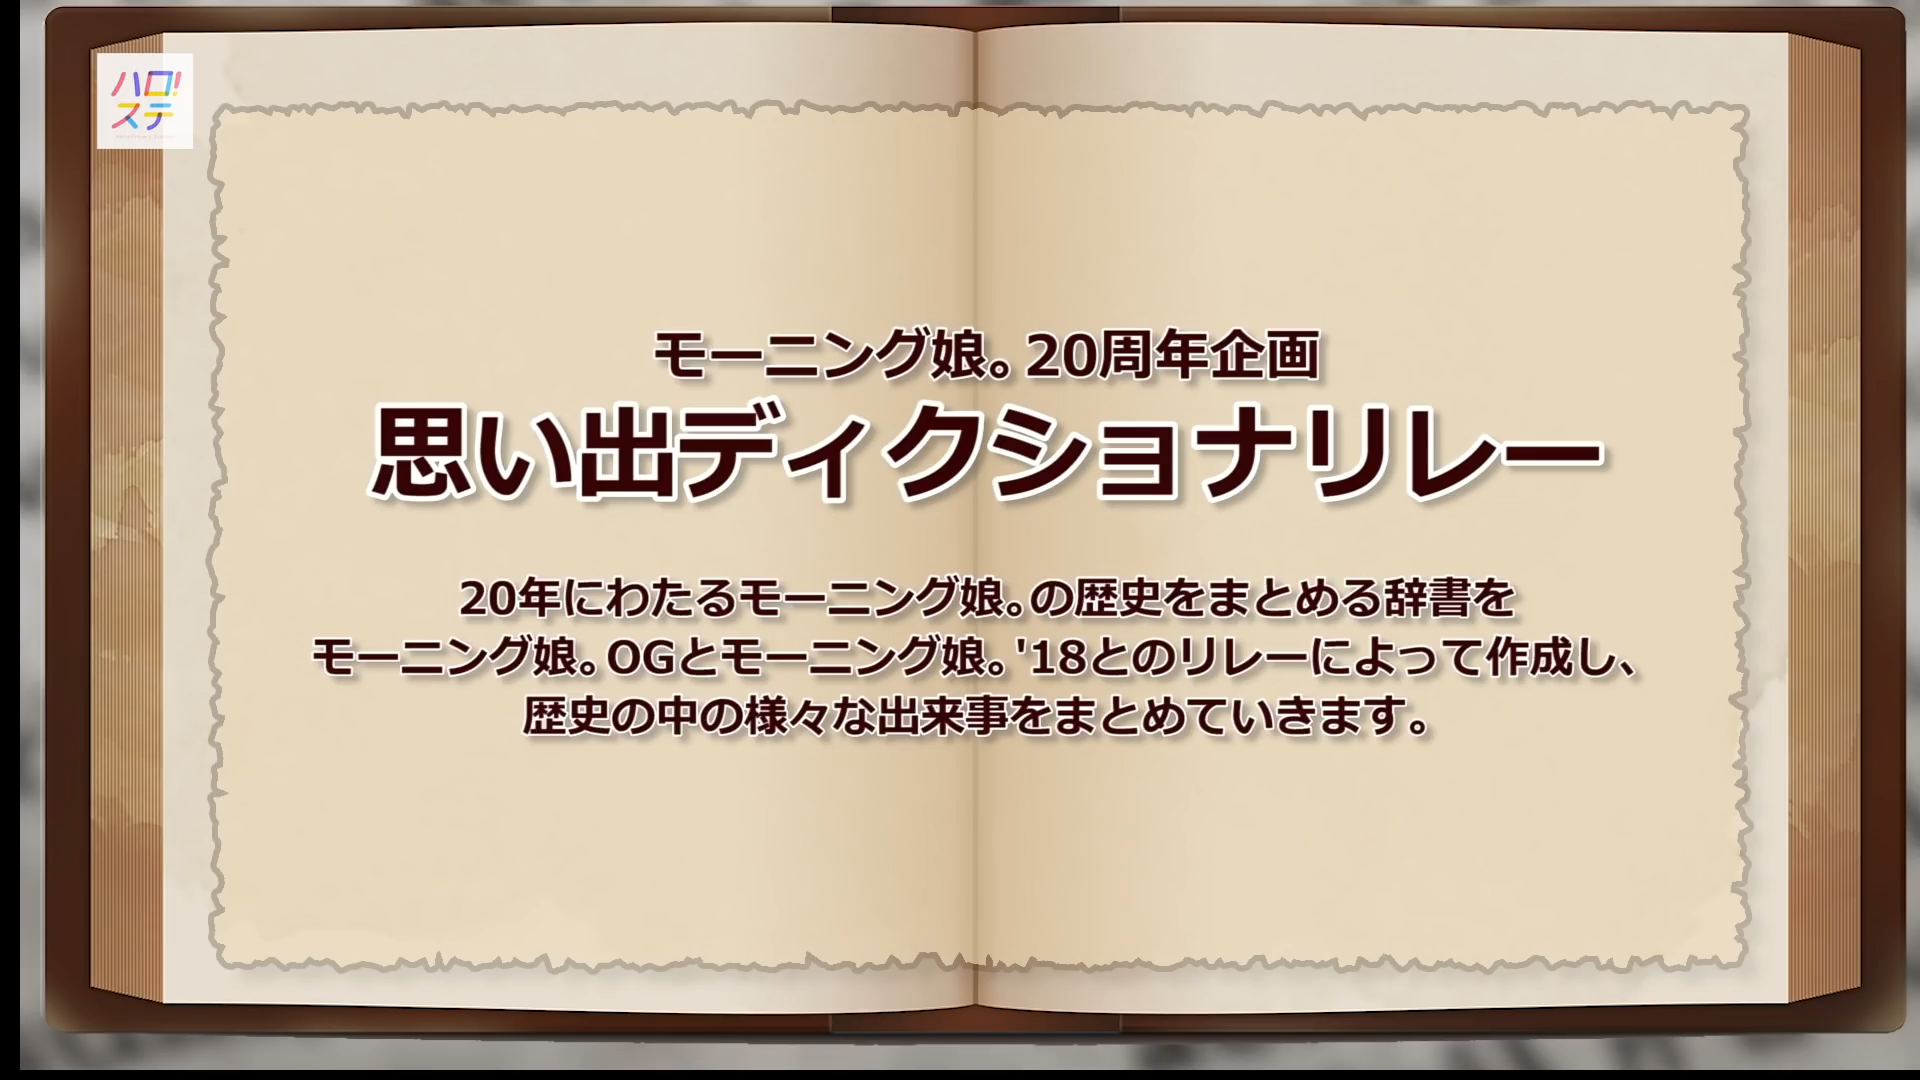 ハロ!
ステ
モーニング娘。20周年企画
思い出ディクショナリレー
20年にわたるモーニング娘。の歴史をまとめる辞書を
モーニング娘。OGとモーニング娘。'18とのリレーによって作成し、
歴史の中の様々な出来事をまとめていきます。